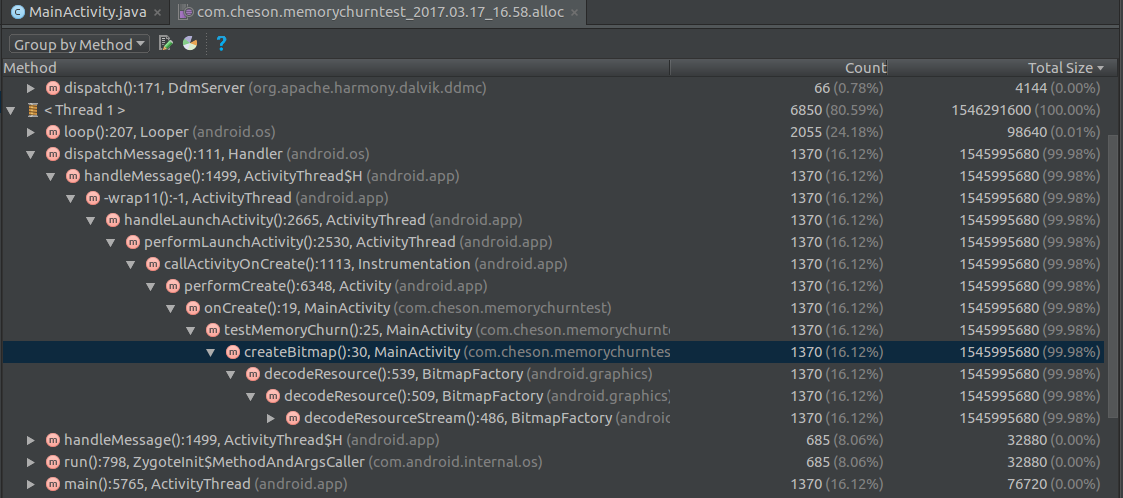 MainActivity.java × com.cheson.memorychurntest_2017.03.17_16.58.alloc ×
Group by Method ?
Method Count Total Size
dispatch():171, DdmServer (org.apache.harmony.dalvik.ddmc) 66 (0.78%) 4144 (0.00%)
< Thread 1 > 6850 (80.59%) 1546291600 (100.00%)
loop():207, Looper (android.os) 2055 (24.18%) 98640 (0.01%)
dispatchMessage():111, Handler (android.os) 1370 (16.12%) 1545995680 (99.98%)
handleMessage():1499, ActivityThread$H (android.app) 1370 (16.12%) 1545995680 (99.98%)
-wrap11():-1, ActivityThread (android.app) 1370 (16.12%) 1545995680 (99.98%)
handleLaunchActivity():2665, ActivityThread (android.app) 1370 (16.12%) 1545995680 (99.98%)
performLaunchActivity():2530, ActivityThread (android.app) 1370 (16.12%) 1545995680 (99.98%)
callActivityOnCreate():1113, Instrumentation (android.app) 1370 (16.12%) 1545995680 (99.98%)
performCreate():6348, Activity (android.app) 1370 (16.12%) 1545995680 (99.98%)
onCreate():19, MainActivity (com.cheson.memorychurntest) 1370 (16.12%) 1545995680 (99.98%)
testMemoryChurn():25, MainActivity (com.cheson.memorychurnt 1370 (16.12%) 1545995680 (99.98%)
createBitmap():30, MainActivity (com.cheson.memorychurntes 1370 (16.12%) 1545995680 (99.98%)
decodeResource():539, BitmapFactory (android.graphics) 1370 (16.12%) 1545995680 (99.98%)
decodeResource():509, BitmapFactory (android.graphics) 1370 (16.12%) 1545995680 (99.98%)
decodeResourceStream():486, BitmapFactory (android 1370 (16.12%) 1545995680 (99.98%)
handleMessage():1499, ActivityThread$H (android.app) 685 (8.06%) 32880 (0.00%)
run():798, ZygoteInit$MethodAndArgsCaller (com.android.internal.os) 685 (8.06%) 32880 (0.00%)
main():5765, ActivityThread (android.app) 1370 (16.12%) 76720 (0.00%)